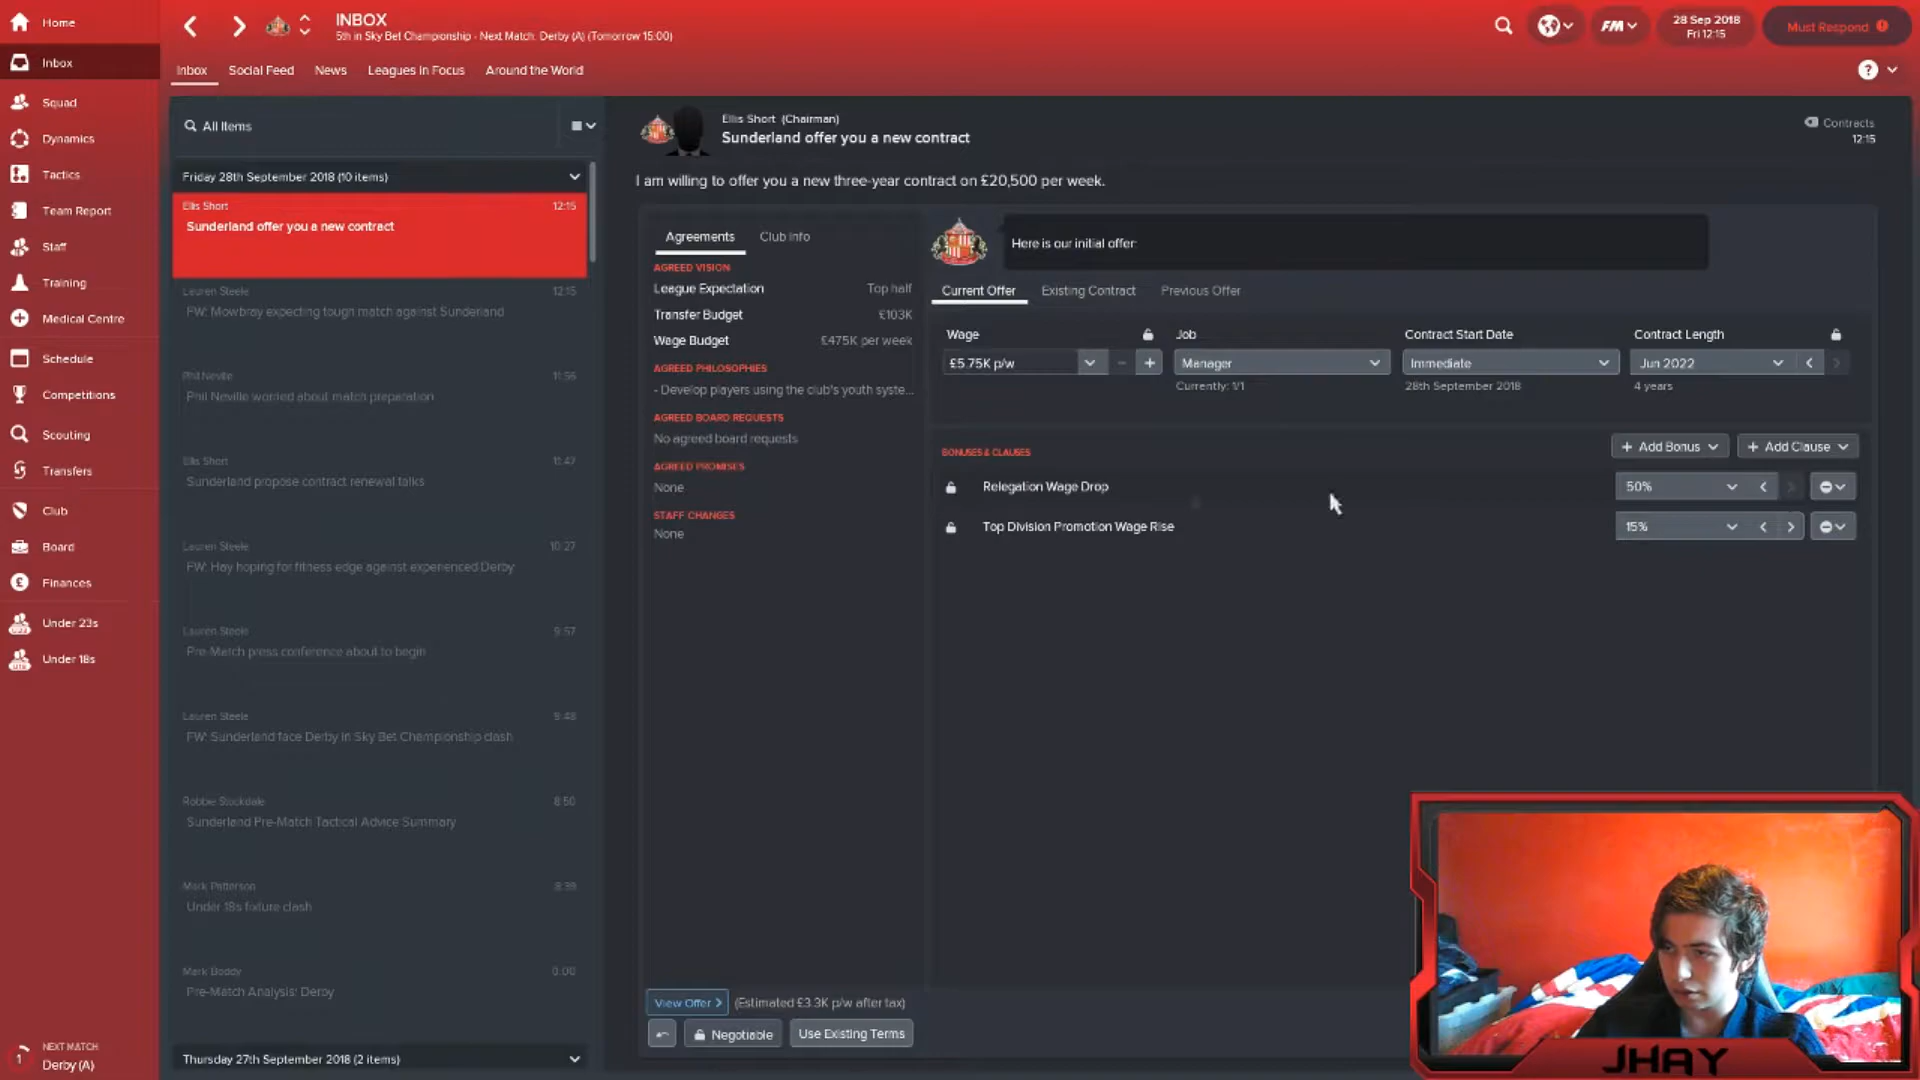 Home
Inbox
Squad
Dynamics
Tactics
Team Report
Staff
Training
Medical Centre
Schedule
Competitions
Scouting
Transfers
Club
Board
Finances
Under 23s
Under 18s
1
NEXT MATCH
Derby (A)
INBOX
5th in Sky Bet Championship - Next Match: Derby (A) (Tomorrow 15:00)
FM
28 Sep 2018
Fri 12:15
Must Respond
Inbox Social Feed News Leagues in Focus Around the World
?
All Items
Friday 28th September 2018 (10 items)
Ellis Short 12:15
Sunderland offer you a new contract
Lauren Steele 12:15
FW: Mowbray expecting tough match against Sunderland
Phil Neville 11:56
Phil Neville worried about match preparation
Ellis Short 11:47
Sunderland propose contract renewal talks
Lauren Steele 10:27
FW: Hay hoping for fitness edge against experienced Derby
Lauren Steele 9:57
Pre-Match press conference about to begin
Lauren Steele 9:48
FW: Sunderland face Derby in Sky Bet Championship clash
Robbie Stockdale 8:50
Sunderland Pre-Match Tactical Advice Summary
Mark Patterson 8:39
Under 18s fixture clash
Mark Boddy 0:00
Pre-Match Analysis: Derby
Thursday 27th September 2018 (2 items)
Ellis Short (Chairman)
Sunderland offer you a new contract
Contracts
12:15
I am willing to offer you a new three-year contract on £20,500 per week.
Agreements Club Info
AGREED VISION
League Expectation Top half
Transfer Budget £103K
Wage Budget £475K per week
AGREED PHILOSOPHIES
- Develop players using the club's youth syste...
AGREED BOARD REQUESTS
No agreed board requests
AGREED PROMISES
None
STAFF CHANGES
None
Here is our initial offer:
Current Offer Existing Contract Previous Offer
Wage Job Contract Start Date Contract Length
£5.75K p/w Manager Immediate Jun 2022
Currently: 1/1 28th September 2018 4 years
BONUSES & CLAUSES + Add Bonus + Add Clause
Relegation Wage Drop 50%
Top Division Promotion Wage Rise 15%
View Offer > (Estimated £3.3K p/w after tax)
Negotiable Use Existing Terms
JHAY